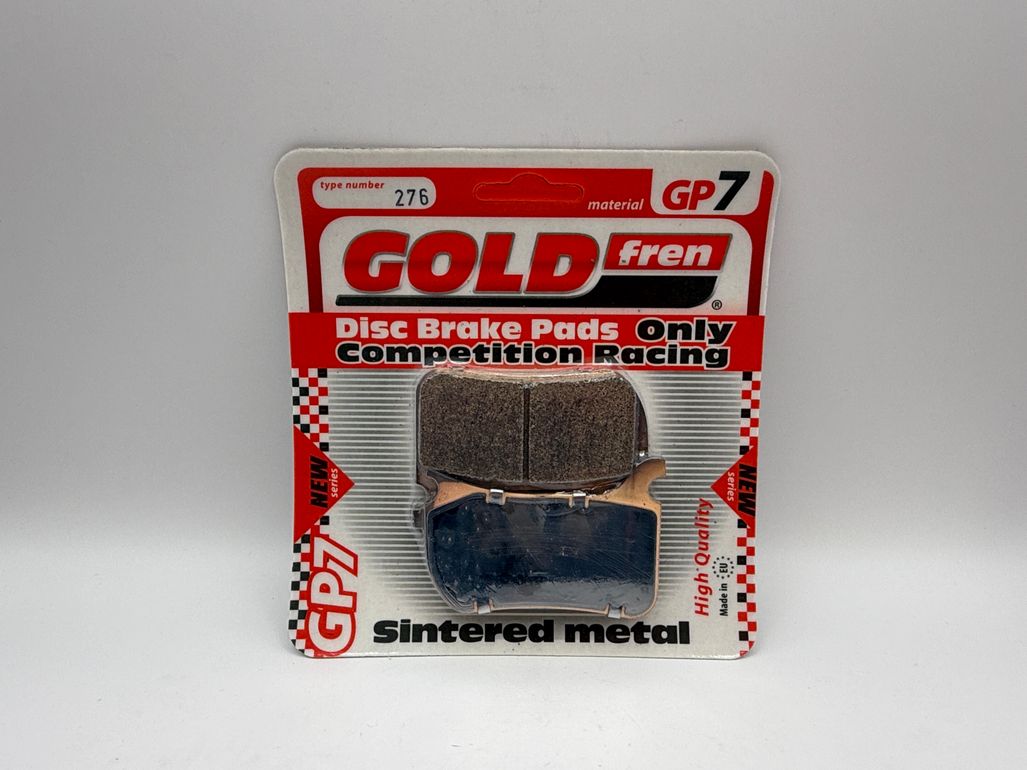 type number
276
material GP7
GOLD fren
®
Disc Brake Pads Only
Competition Racing
NEW
series
NEW
series
GP7
High Quality
Made in EU
Sintered metal